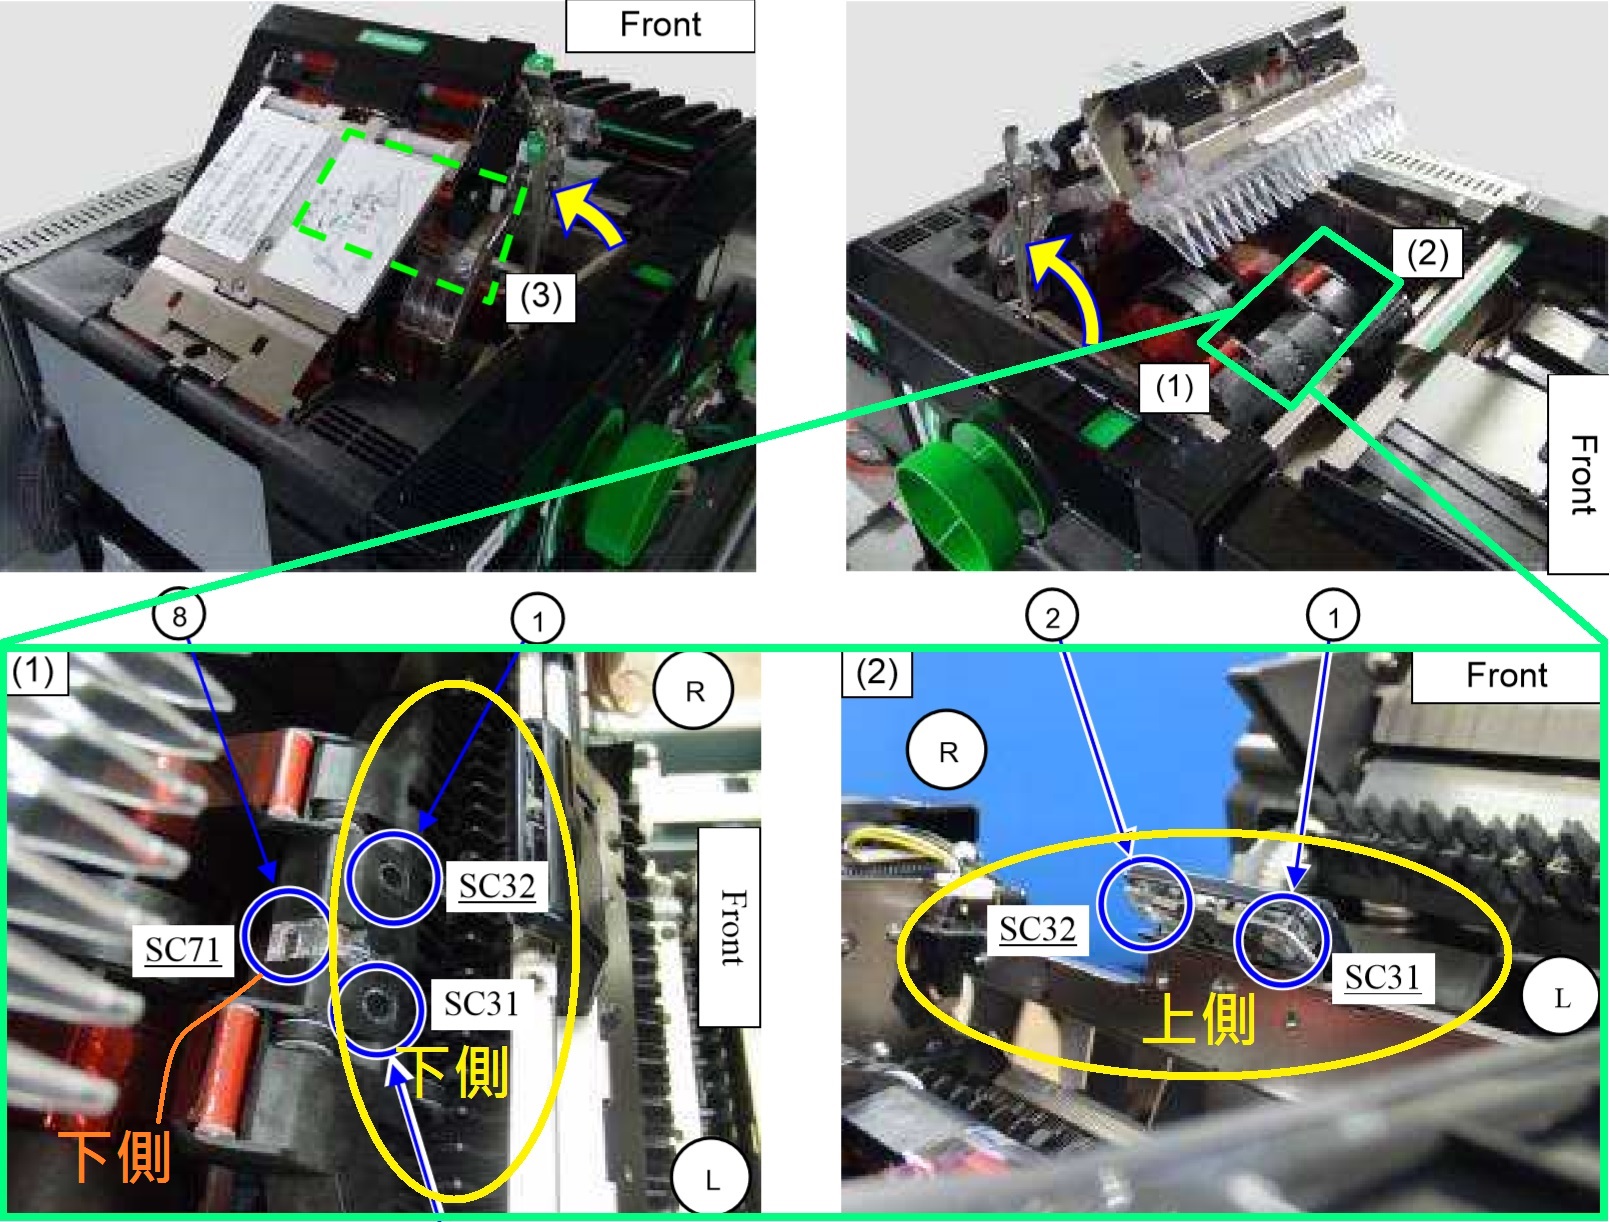 Front
(3)
(2)
(1)
Front
8
1
2
1
(1)
R
SC32
SC71
SC31
下側
下側
Front
L
(2)
Front
R
SC32
SC31
上側
L